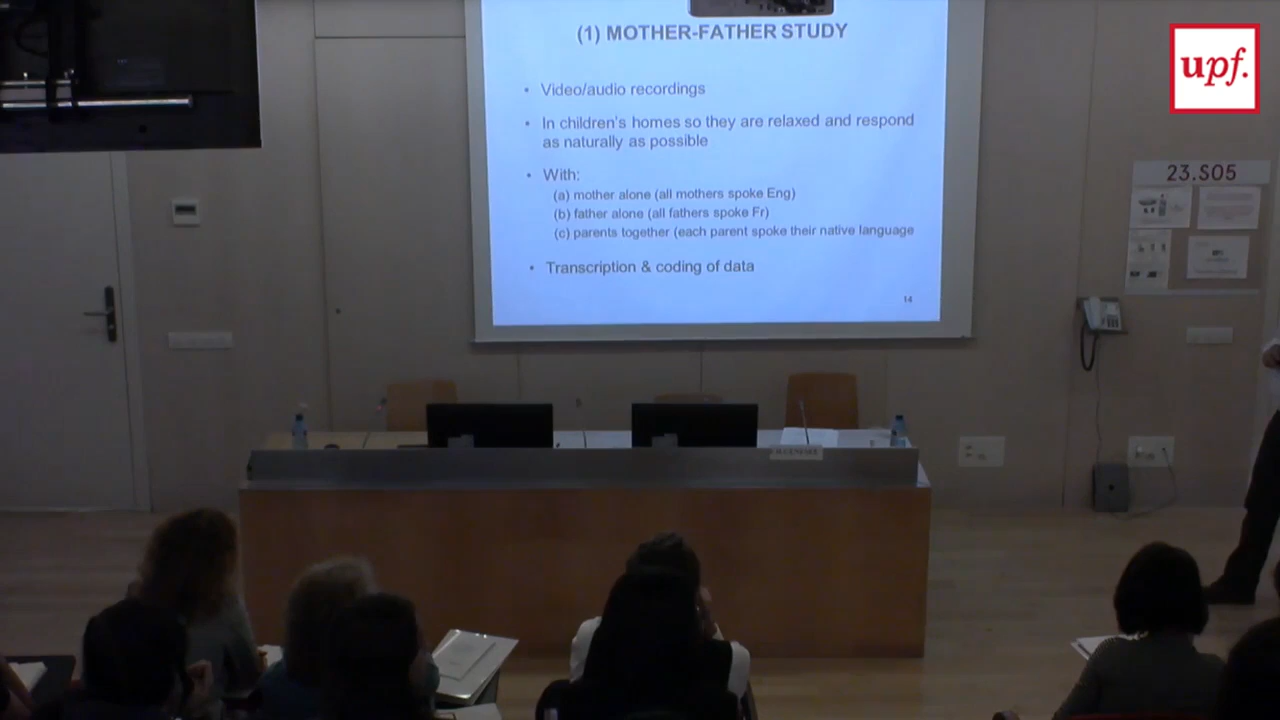 (1) MOTHER-FATHER STUDY
• Video/audio recordings
• In children's homes so they are relaxed and respond
as naturally as possible
• With:
(a) mother alone (all mothers spoke Eng)
(b) father alone (all fathers spoke Fr)
(c) parents together (each parent spoke their native language
• Transcription & coding of data
14
upf.
23.S05